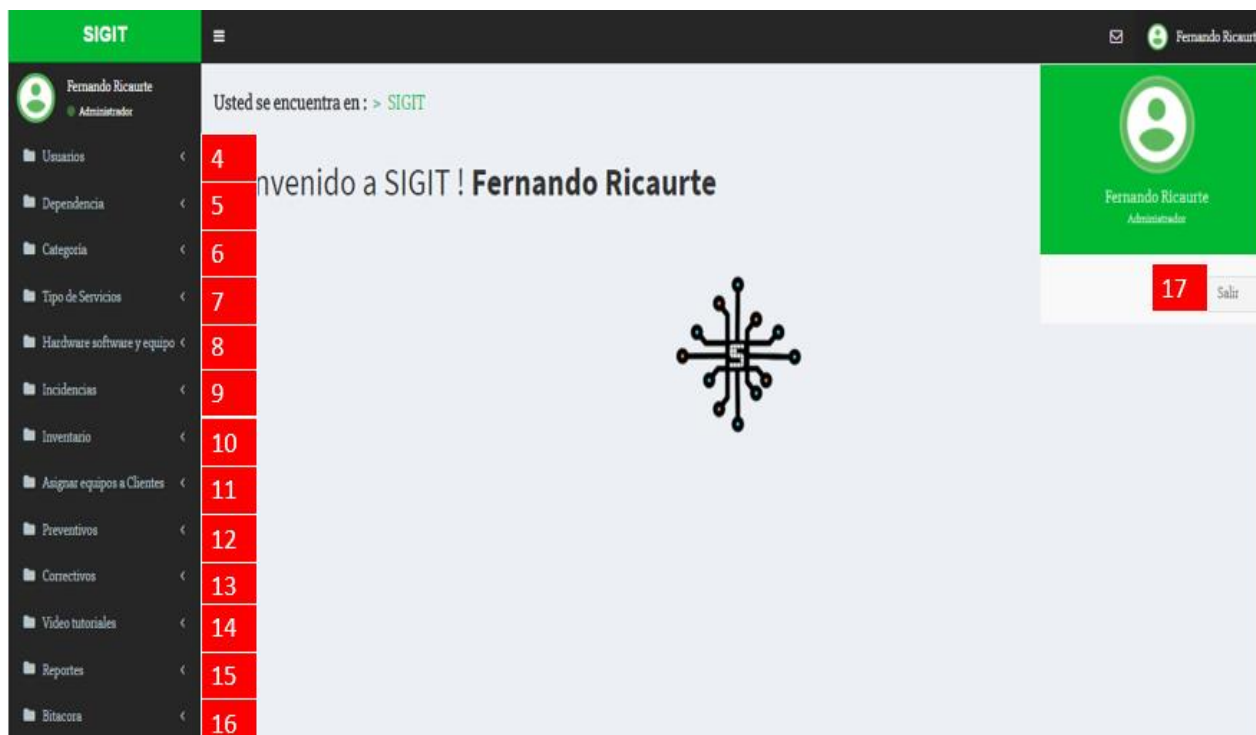 SIGIT
Fernando Ricaurt
Fernando Ricaurte
Administrador
Usted se encuentra en : > SIGIT
nvenido a SIGIT ! Fernando Ricaurte
Fernando Ricaurte
Administrador
17 Salir
Usuarios 4
Dependencia 5
Categoría 6
Tipo de Servicios 7
Hardware software y equipo 8
Incidencias 9
Inventario 10
Asignar equipos a Clientes 11
Preventivos 12
Correctivos 13
Video tutoriales 14
Reportes 15
Bitacora 16
S